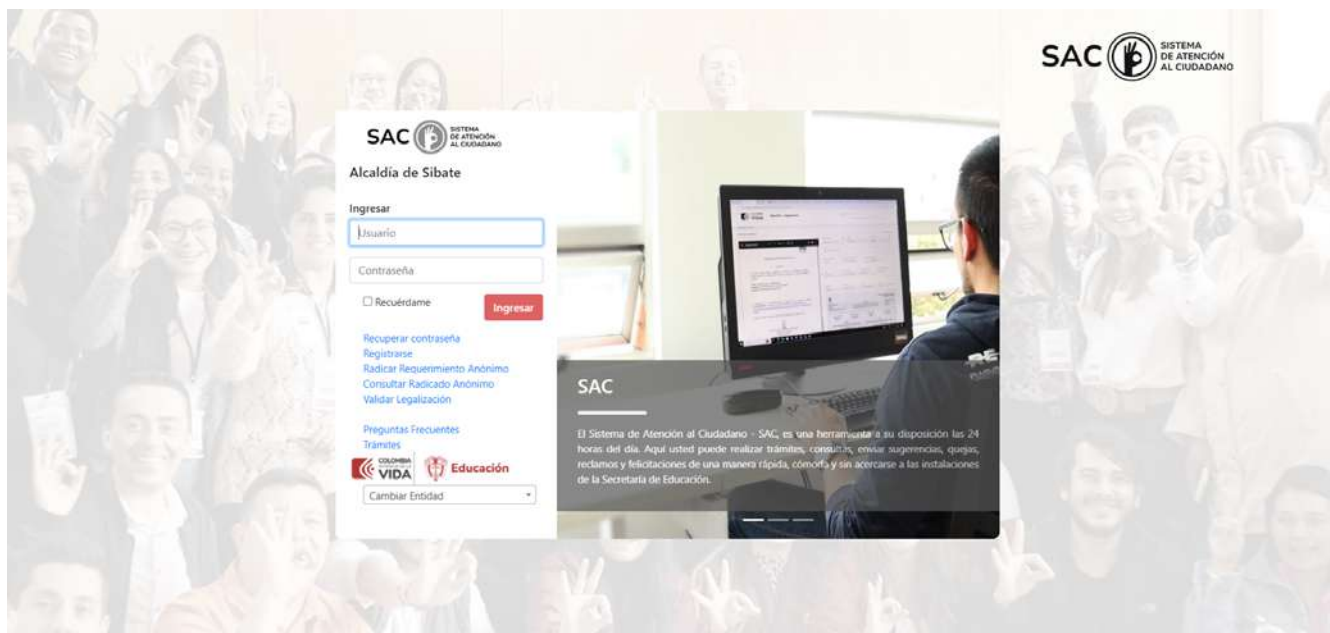 SAC
SISTEMA
DE ATENCIÓN
AL CIUDADANO
SAC
SISTEMA
DE ATENCIÓN
AL CIUDADANO
Alcaldía de Sibate
Ingresar
Usuario
Contraseña
Recuérdame
Ingresar
Recuperar contraseña
Registrarse
Radicar Requerimiento Anónimo
Consultar Radicado Anónimo
Validar Legalización
Preguntas Frecuentes
Trámites
COLOMBIA
VIDA
Educación
Cambiar Entidad
SAC
El Sistema de Atención al Ciudadano - SAC, es una herramienta a su disposición las 24
horas del día. Aquí usted puede realizar trámites, consultas, enviar sugerencias, quejas,
reclamos y felicitaciones de una manera rápida, cómoda y sin acercarse a las instalaciones
de la Secretaría de Educación.